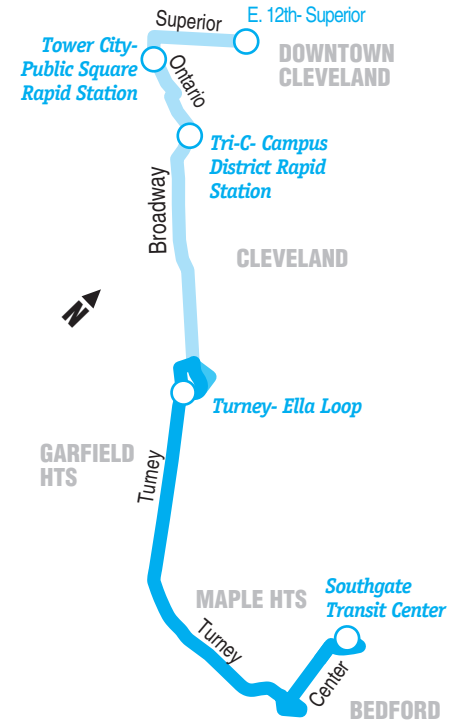 Superior
E. 12th- Superior
Tower City-
Public Square
Rapid Station
Ontario
DOWNTOWN
CLEVELAND
Tri-C- Campus
District Rapid
Station
Broadway
CLEVELAND
N
Turney- Ella Loop
GARFIELD
HTS
Turney
MAPLE HTS
Southgate
Transit Center
Turney
Center
BEDFORD